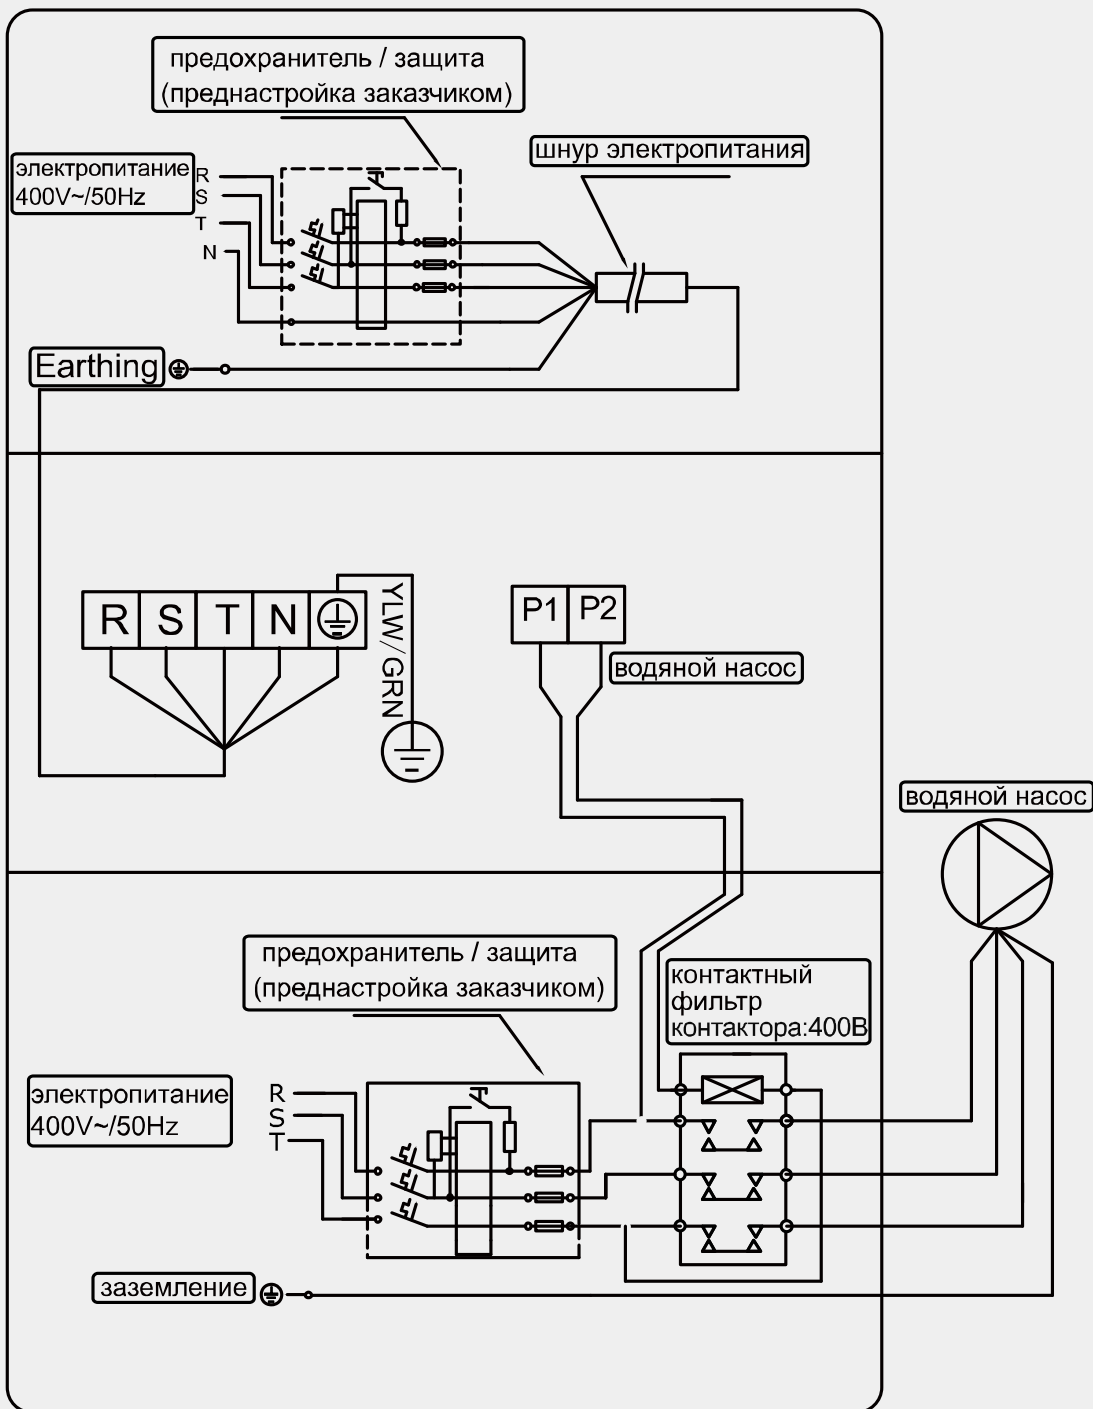 предохранитель / защита
(преднастройка заказчиком)
шнур электропитания
электропитание
400V~/50Hz
R
S
T
N
Earthing
R S T N
YLW/GRN
P1 P2
водяной насос
водяной насос
предохранитель / защита
(преднастройка заказчиком)
контактный
фильтр
контактора:400В
электропитание
400V~/50Hz
R
S
T
заземление